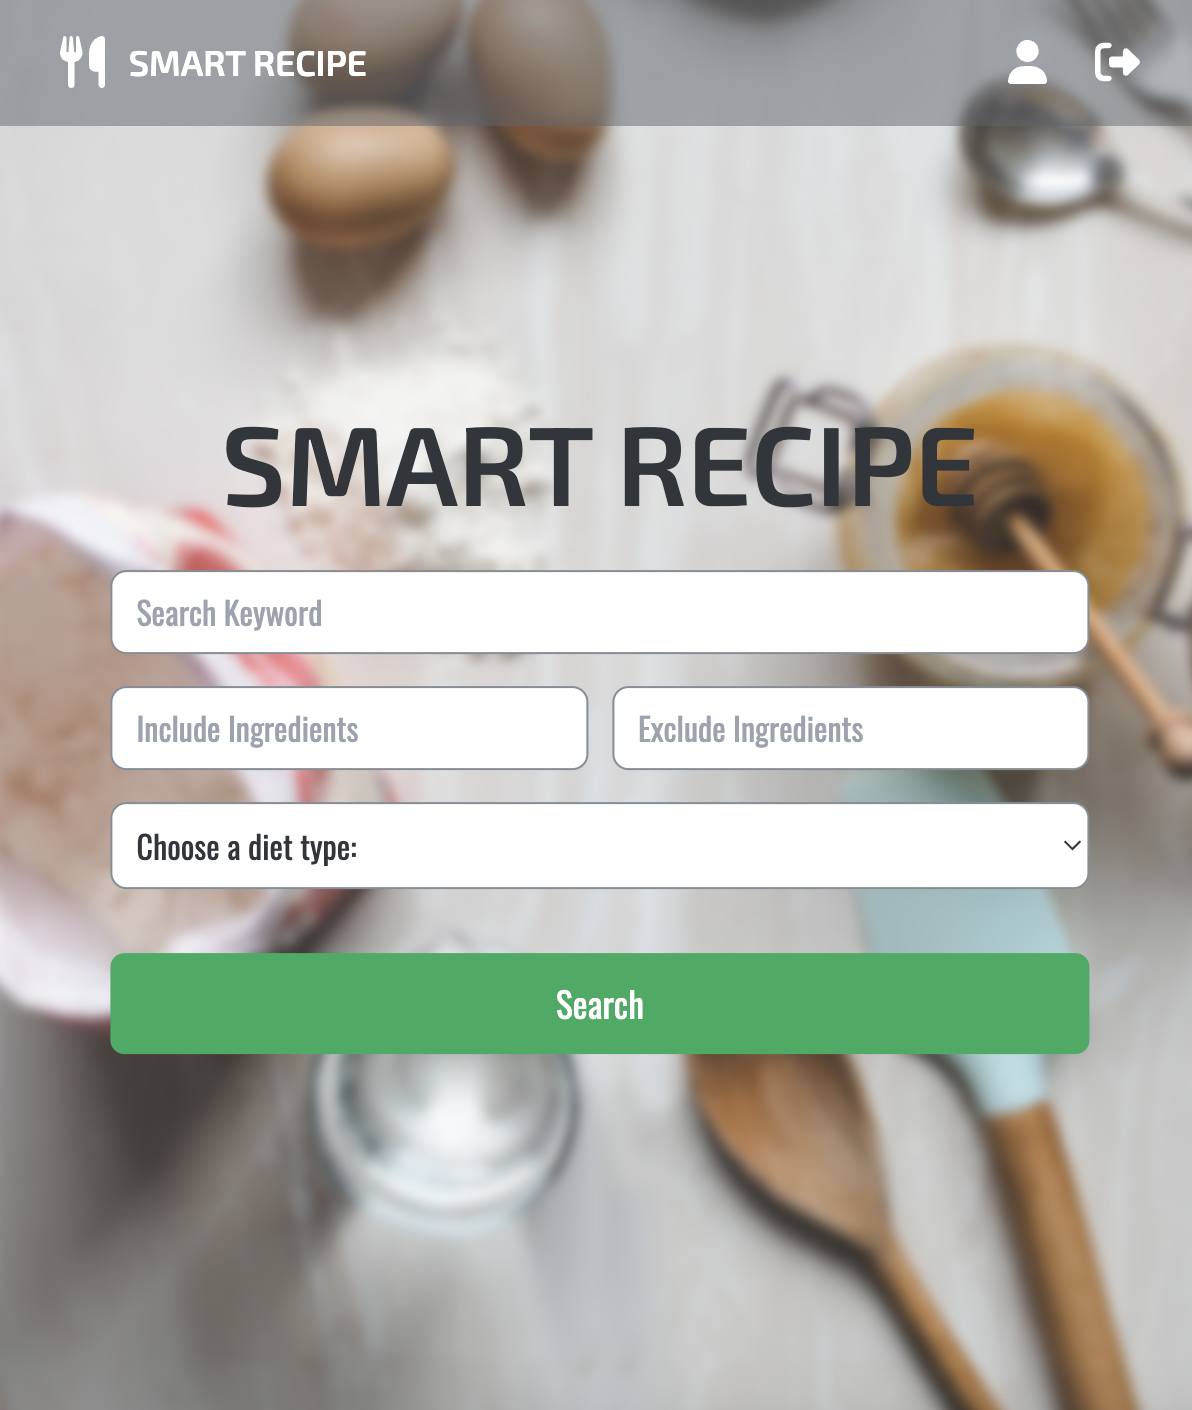 SMART RECIPE
SMART RECIPE
Search Keyword
Include Ingredients
Exclude Ingredients
Choose a diet type:
Search